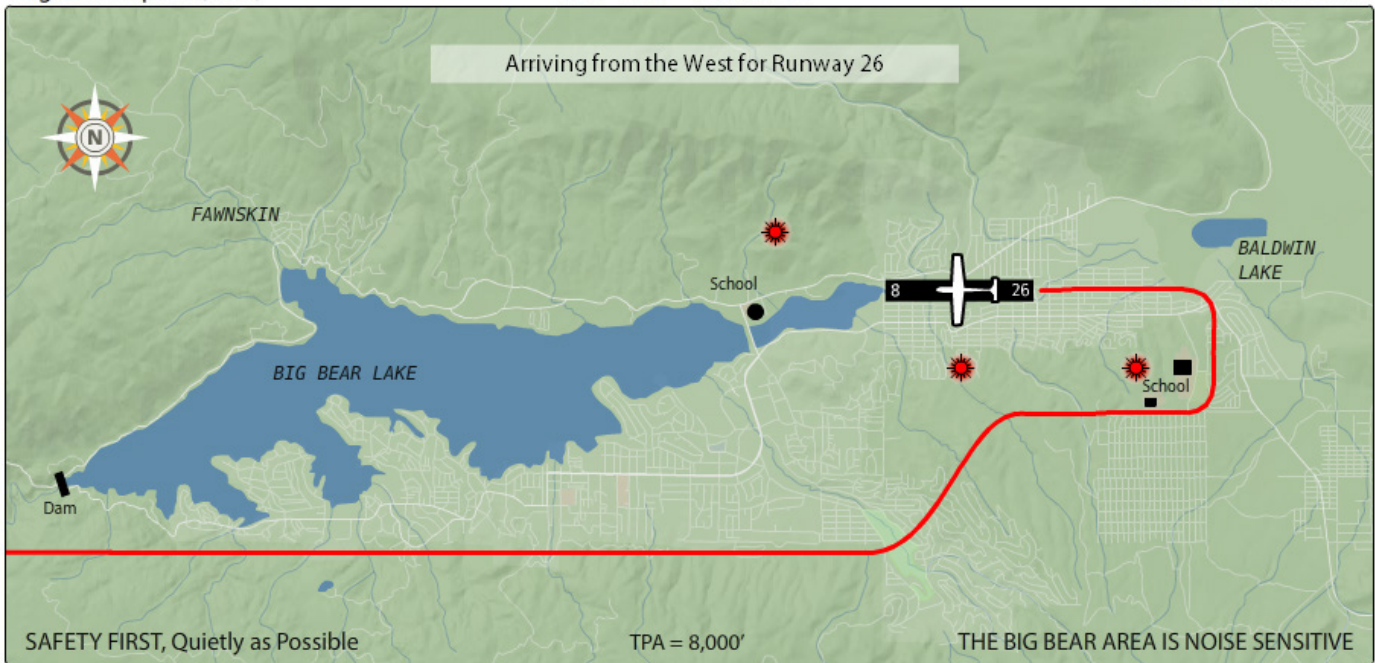 Arriving from the West for Runway 26
N
FAWNSKIN
BALDWIN
LAKE
School
8
26
BIG BEAR LAKE
School
Dam
SAFETY FIRST, Quietly as Possible
TPA = 8,000'
THE BIG BEAR AREA IS NOISE SENSITIVE